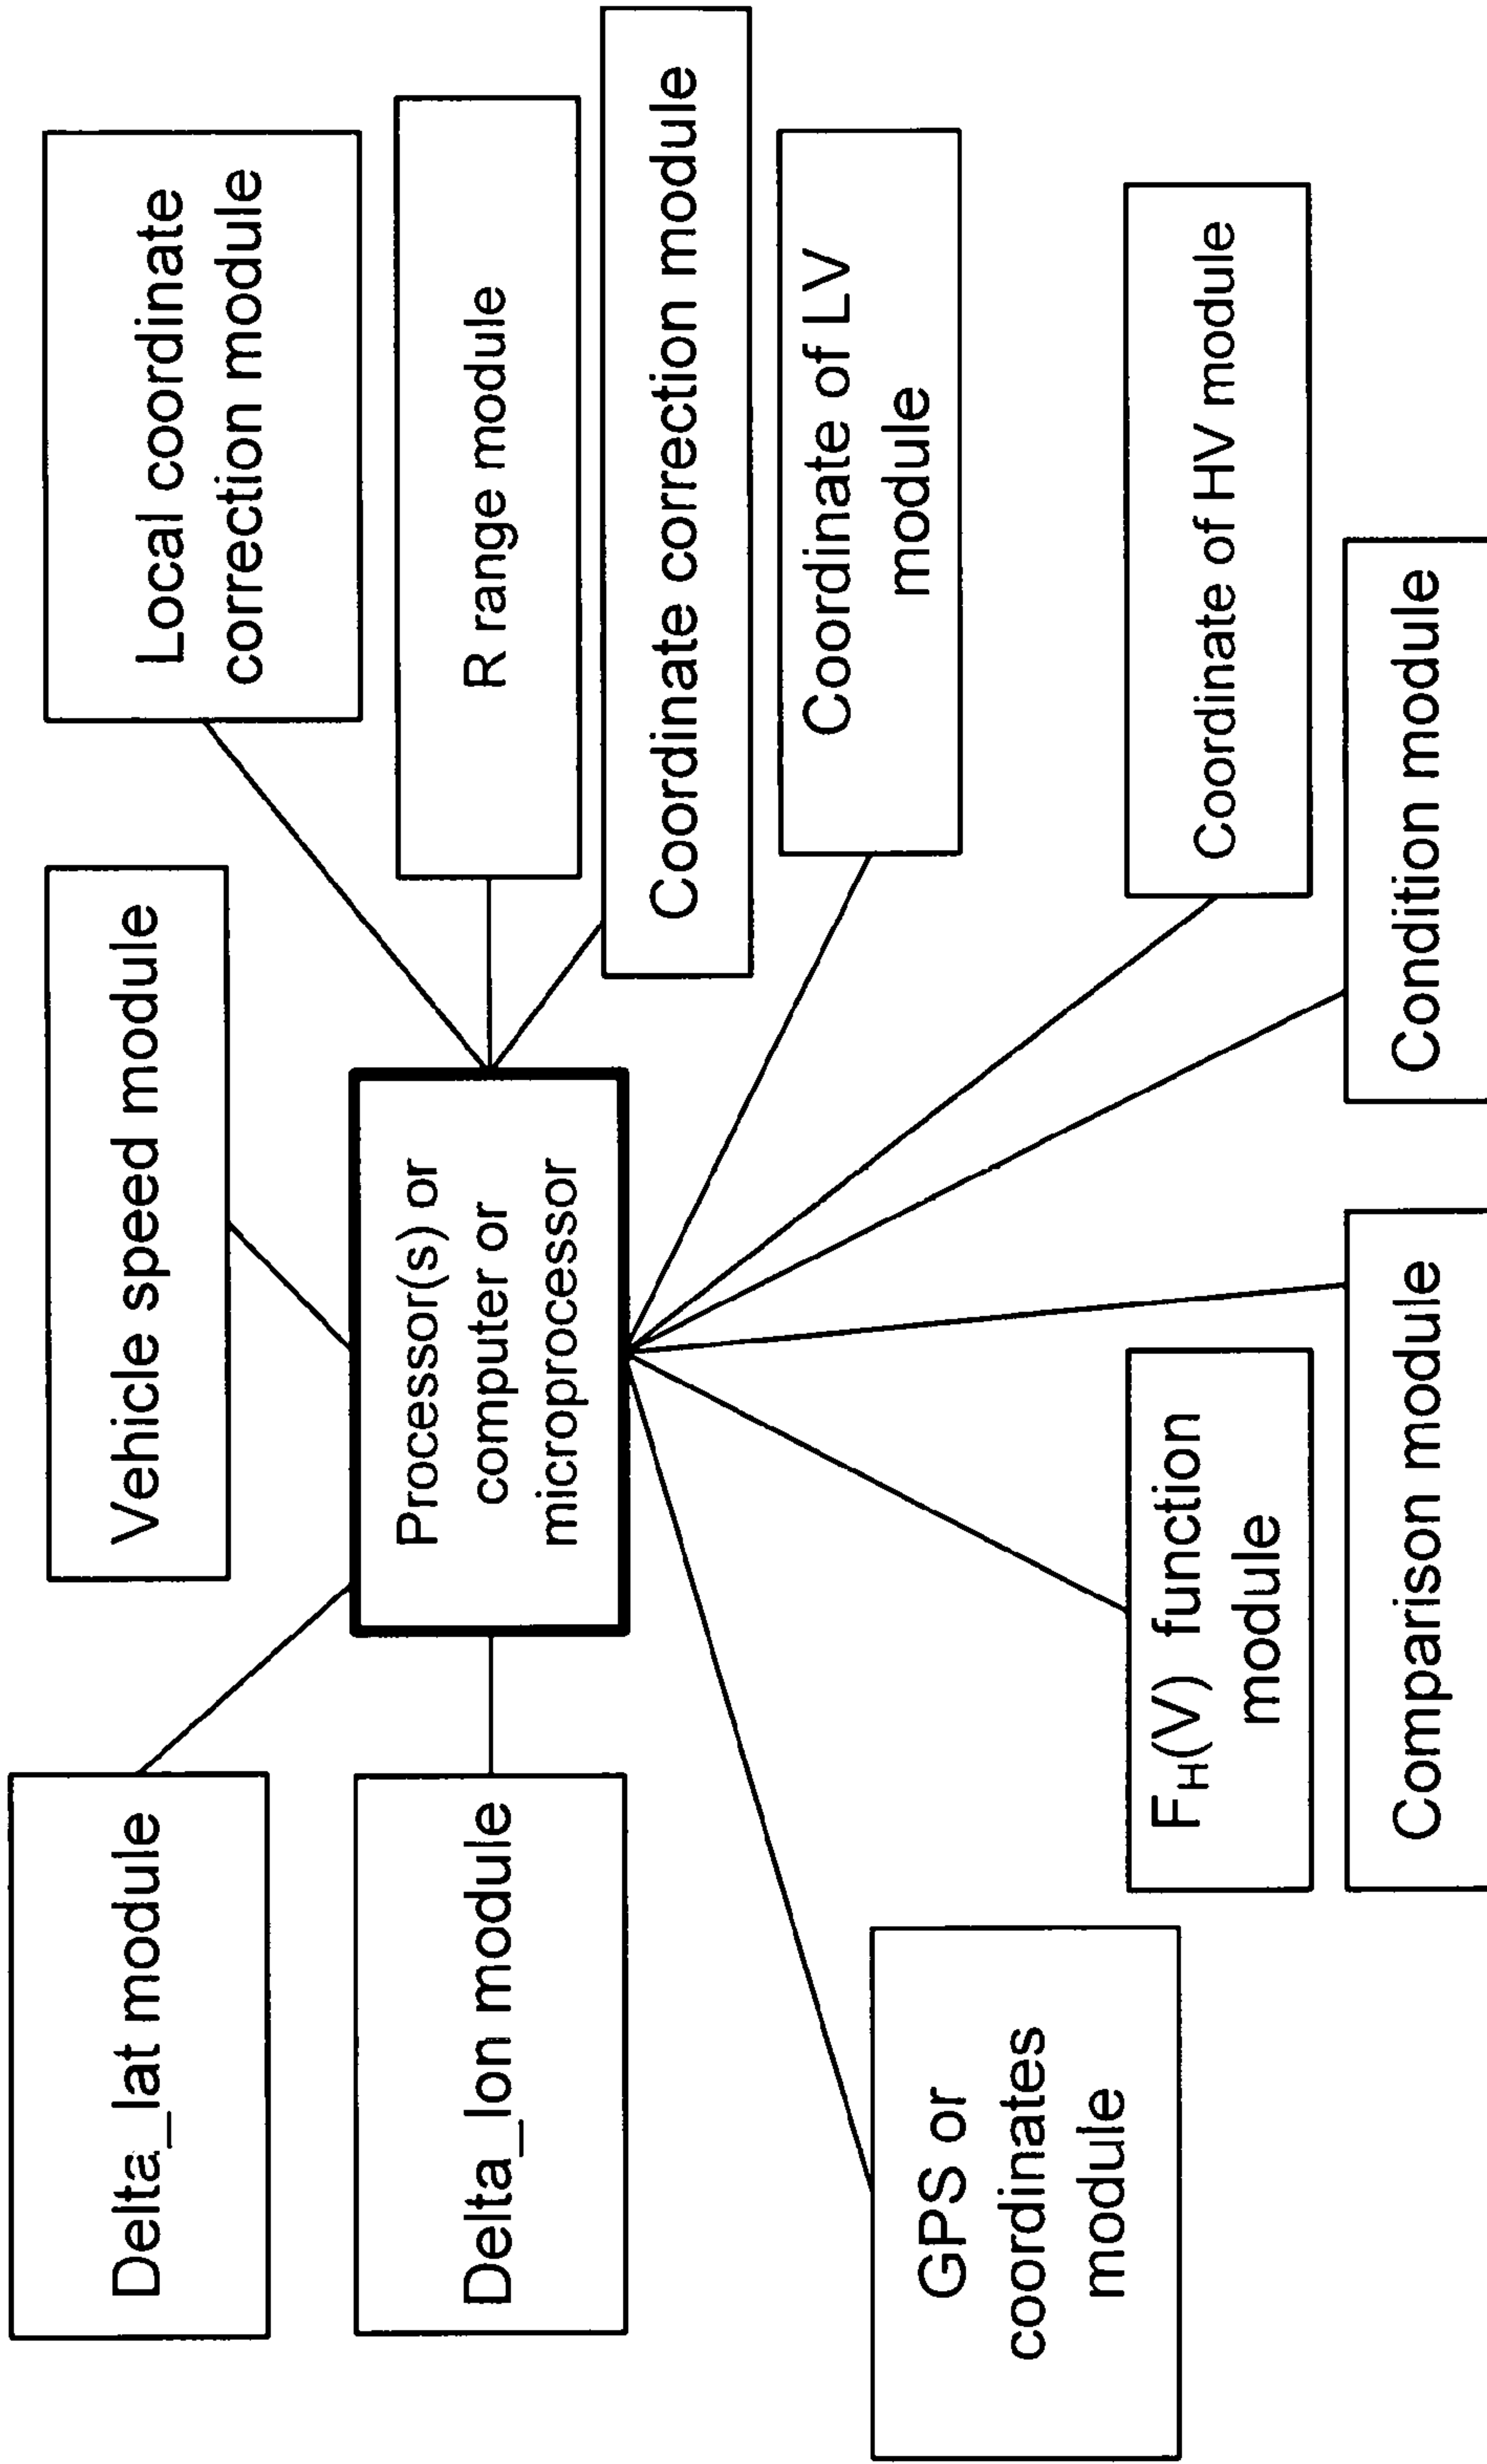 Delta_lat module
Vehicle speed module
Local coordinate
correction module
Delta_lon module
Processor(s) or
computer or
microprocessor
R range module
Coordinate correction module
Coordinate of LV
module
GPS or
coordinates
module
F_H(V) function
module
Coordinate of HV module
Comparison module
Condition module